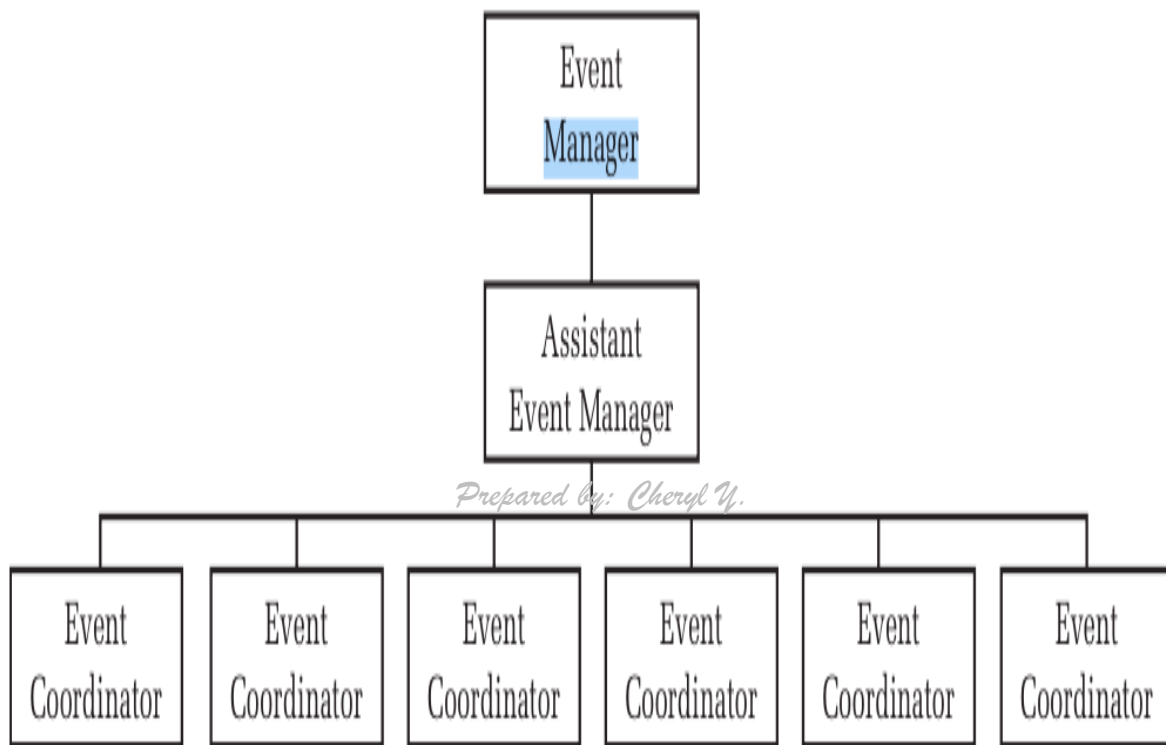 Event
Manager
Assistant
Event Manager
Prepared by: Cheryl Y.
Event
Coordinator
Event
Coordinator
Event
Coordinator
Event
Coordinator
Event
Coordinator
Event
Coordinator